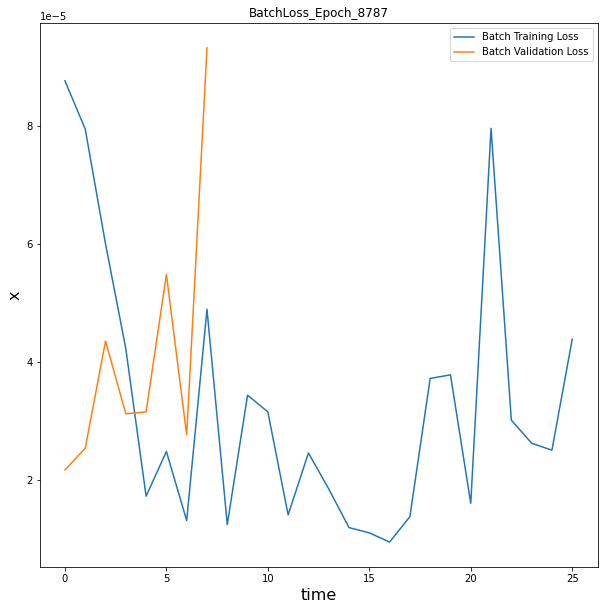 BatchLoss_Epoch_8787
1e−5
Batch Training Loss
Batch Validation Loss
8
6
4
2
x
0 5 10 15 20 25
time